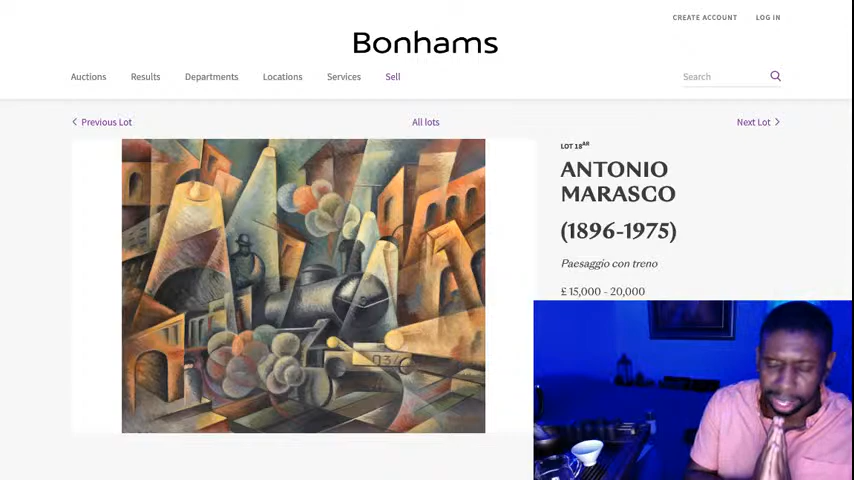 CREATE ACCOUNT LOG IN
Bonhams
Auctions Results Departments Locations Services Sell Search
Previous Lot All lots Next Lot
LOT 18AR
ANTONIO
MARASCO
(1896-1975)
Paesaggio con treno
£ 15,000 - 20,000